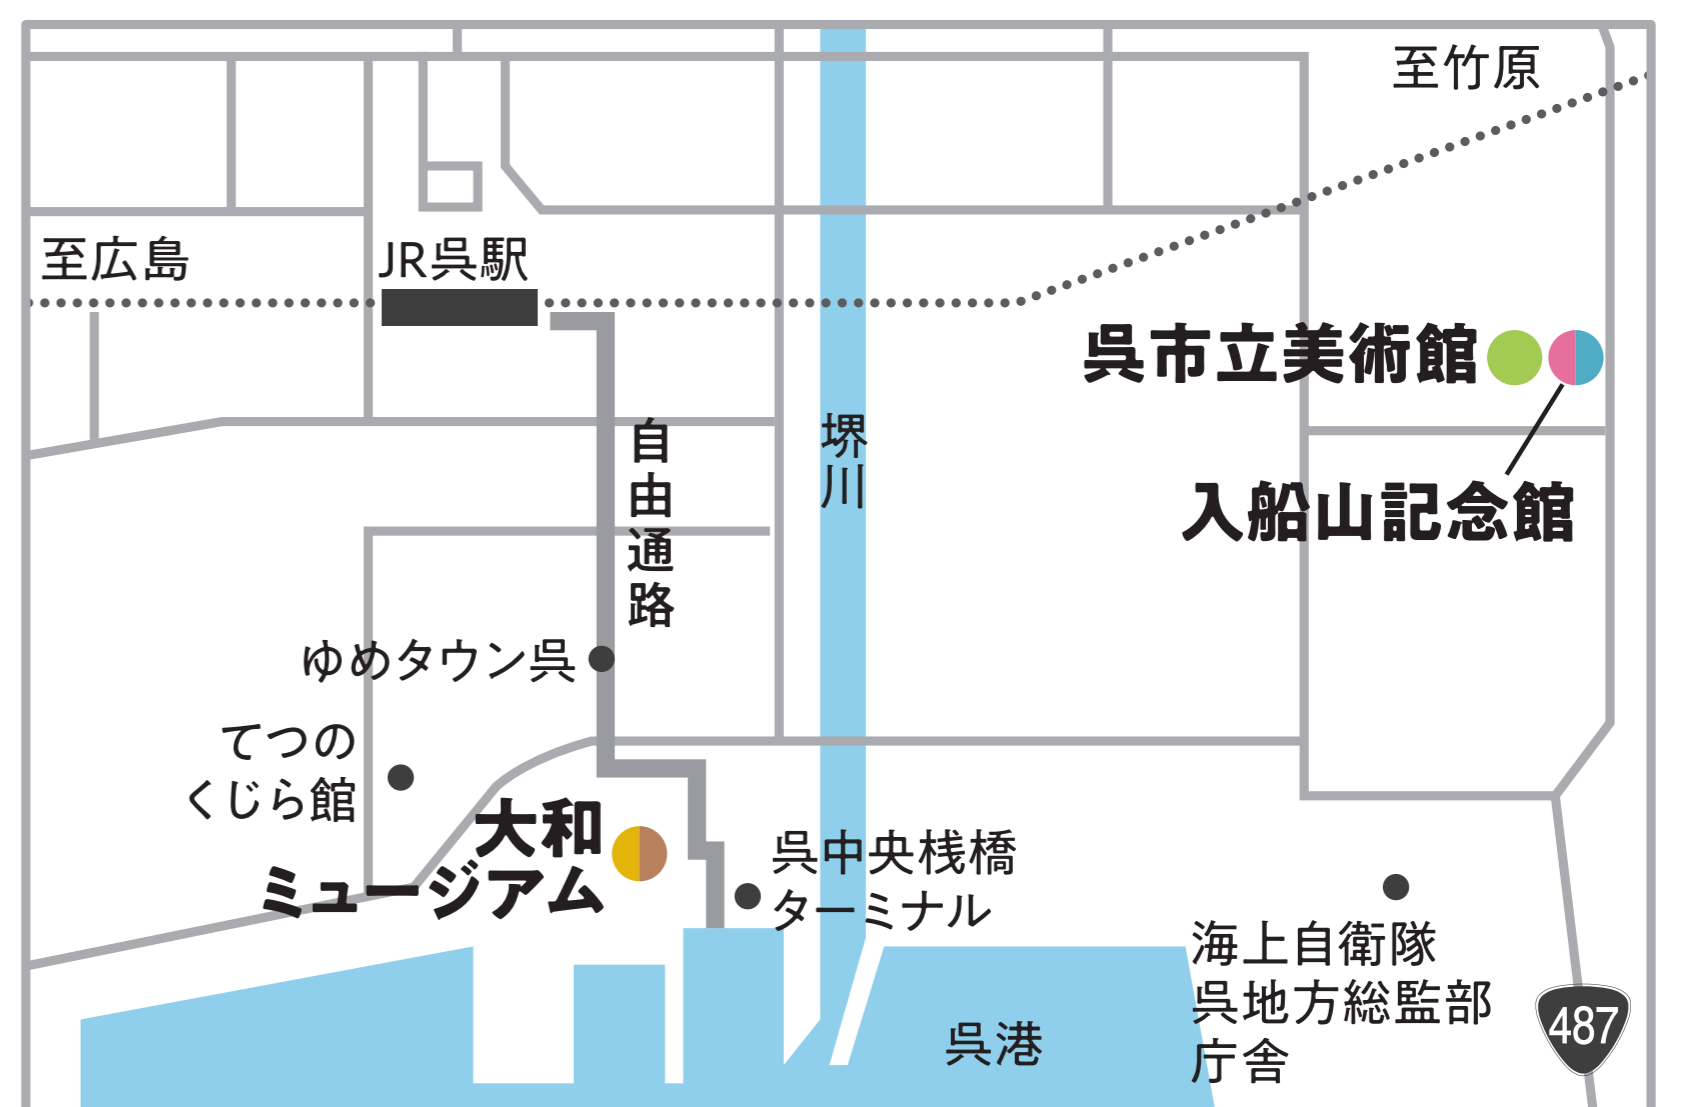 至竹原
至広島
JR呉駅
呉市立美術館
自由通路
堺川
入船山記念館
ゆめタウン呉
てつの
くじら館
大和
ミュージアム
呉中央桟橋
ターミナル
海上自衛隊
呉地方総監部
庁舎
呉港
487